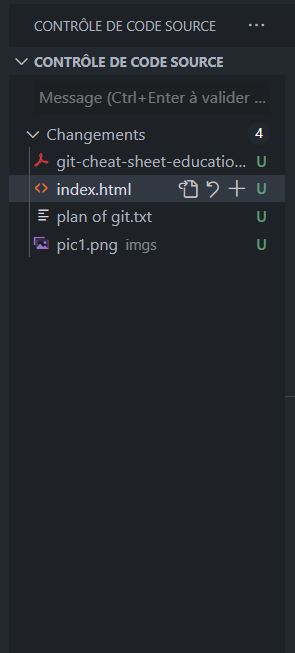 CONTRÔLE DE CODE SOURCE ...
CONTRÔLE DE CODE SOURCE
Message (Ctrl+Enter à valider ...
Changements 4
git-cheat-sheet-educatio... U
index.html U
plan of git.txt U
pic1.png imgs U